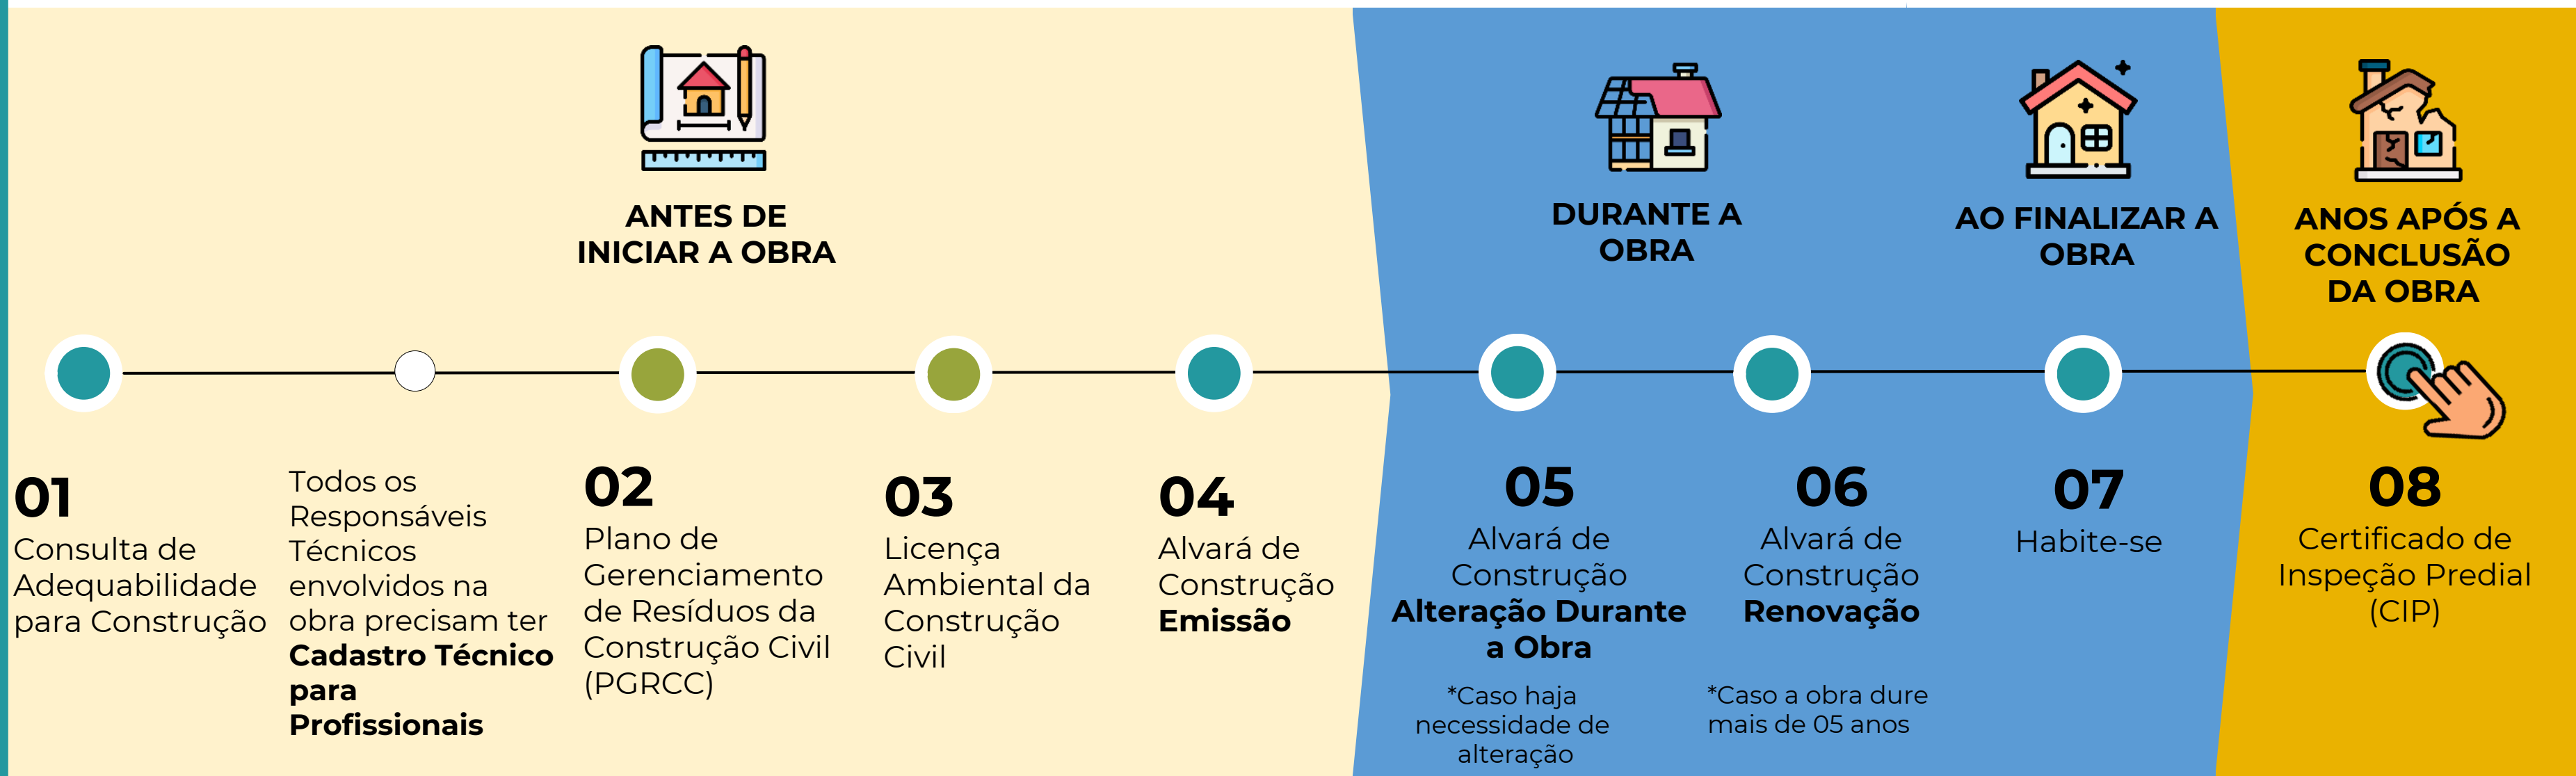 ANTES DE
INICIAR A OBRA
DURANTE A
OBRA
AO FINALIZAR A
OBRA
ANOS APÓS A
CONCLUSÃO
DA OBRA
01
Consulta de
Adequabilidade
para Construção
Todos os
Responsáveis
Técnicos
envolvidos na
obra precisam ter
Cadastro Técnico
para
Profissionais
02
Plano de
Gerenciamento
de Resíduos da
Construção Civil
(PGRCC)
03
Licença
Ambiental da
Construção
Civil
04
Alvará de
Construção
Emissão
05
Alvará de
Construção
Alteração Durante
a Obra
*Caso haja
necessidade de
alteração
06
Alvará de
Construção
Renovação
*Caso a obra dure
mais de 05 anos
07
Habite-se
08
Certificado de
Inspeção Predial
(CIP)